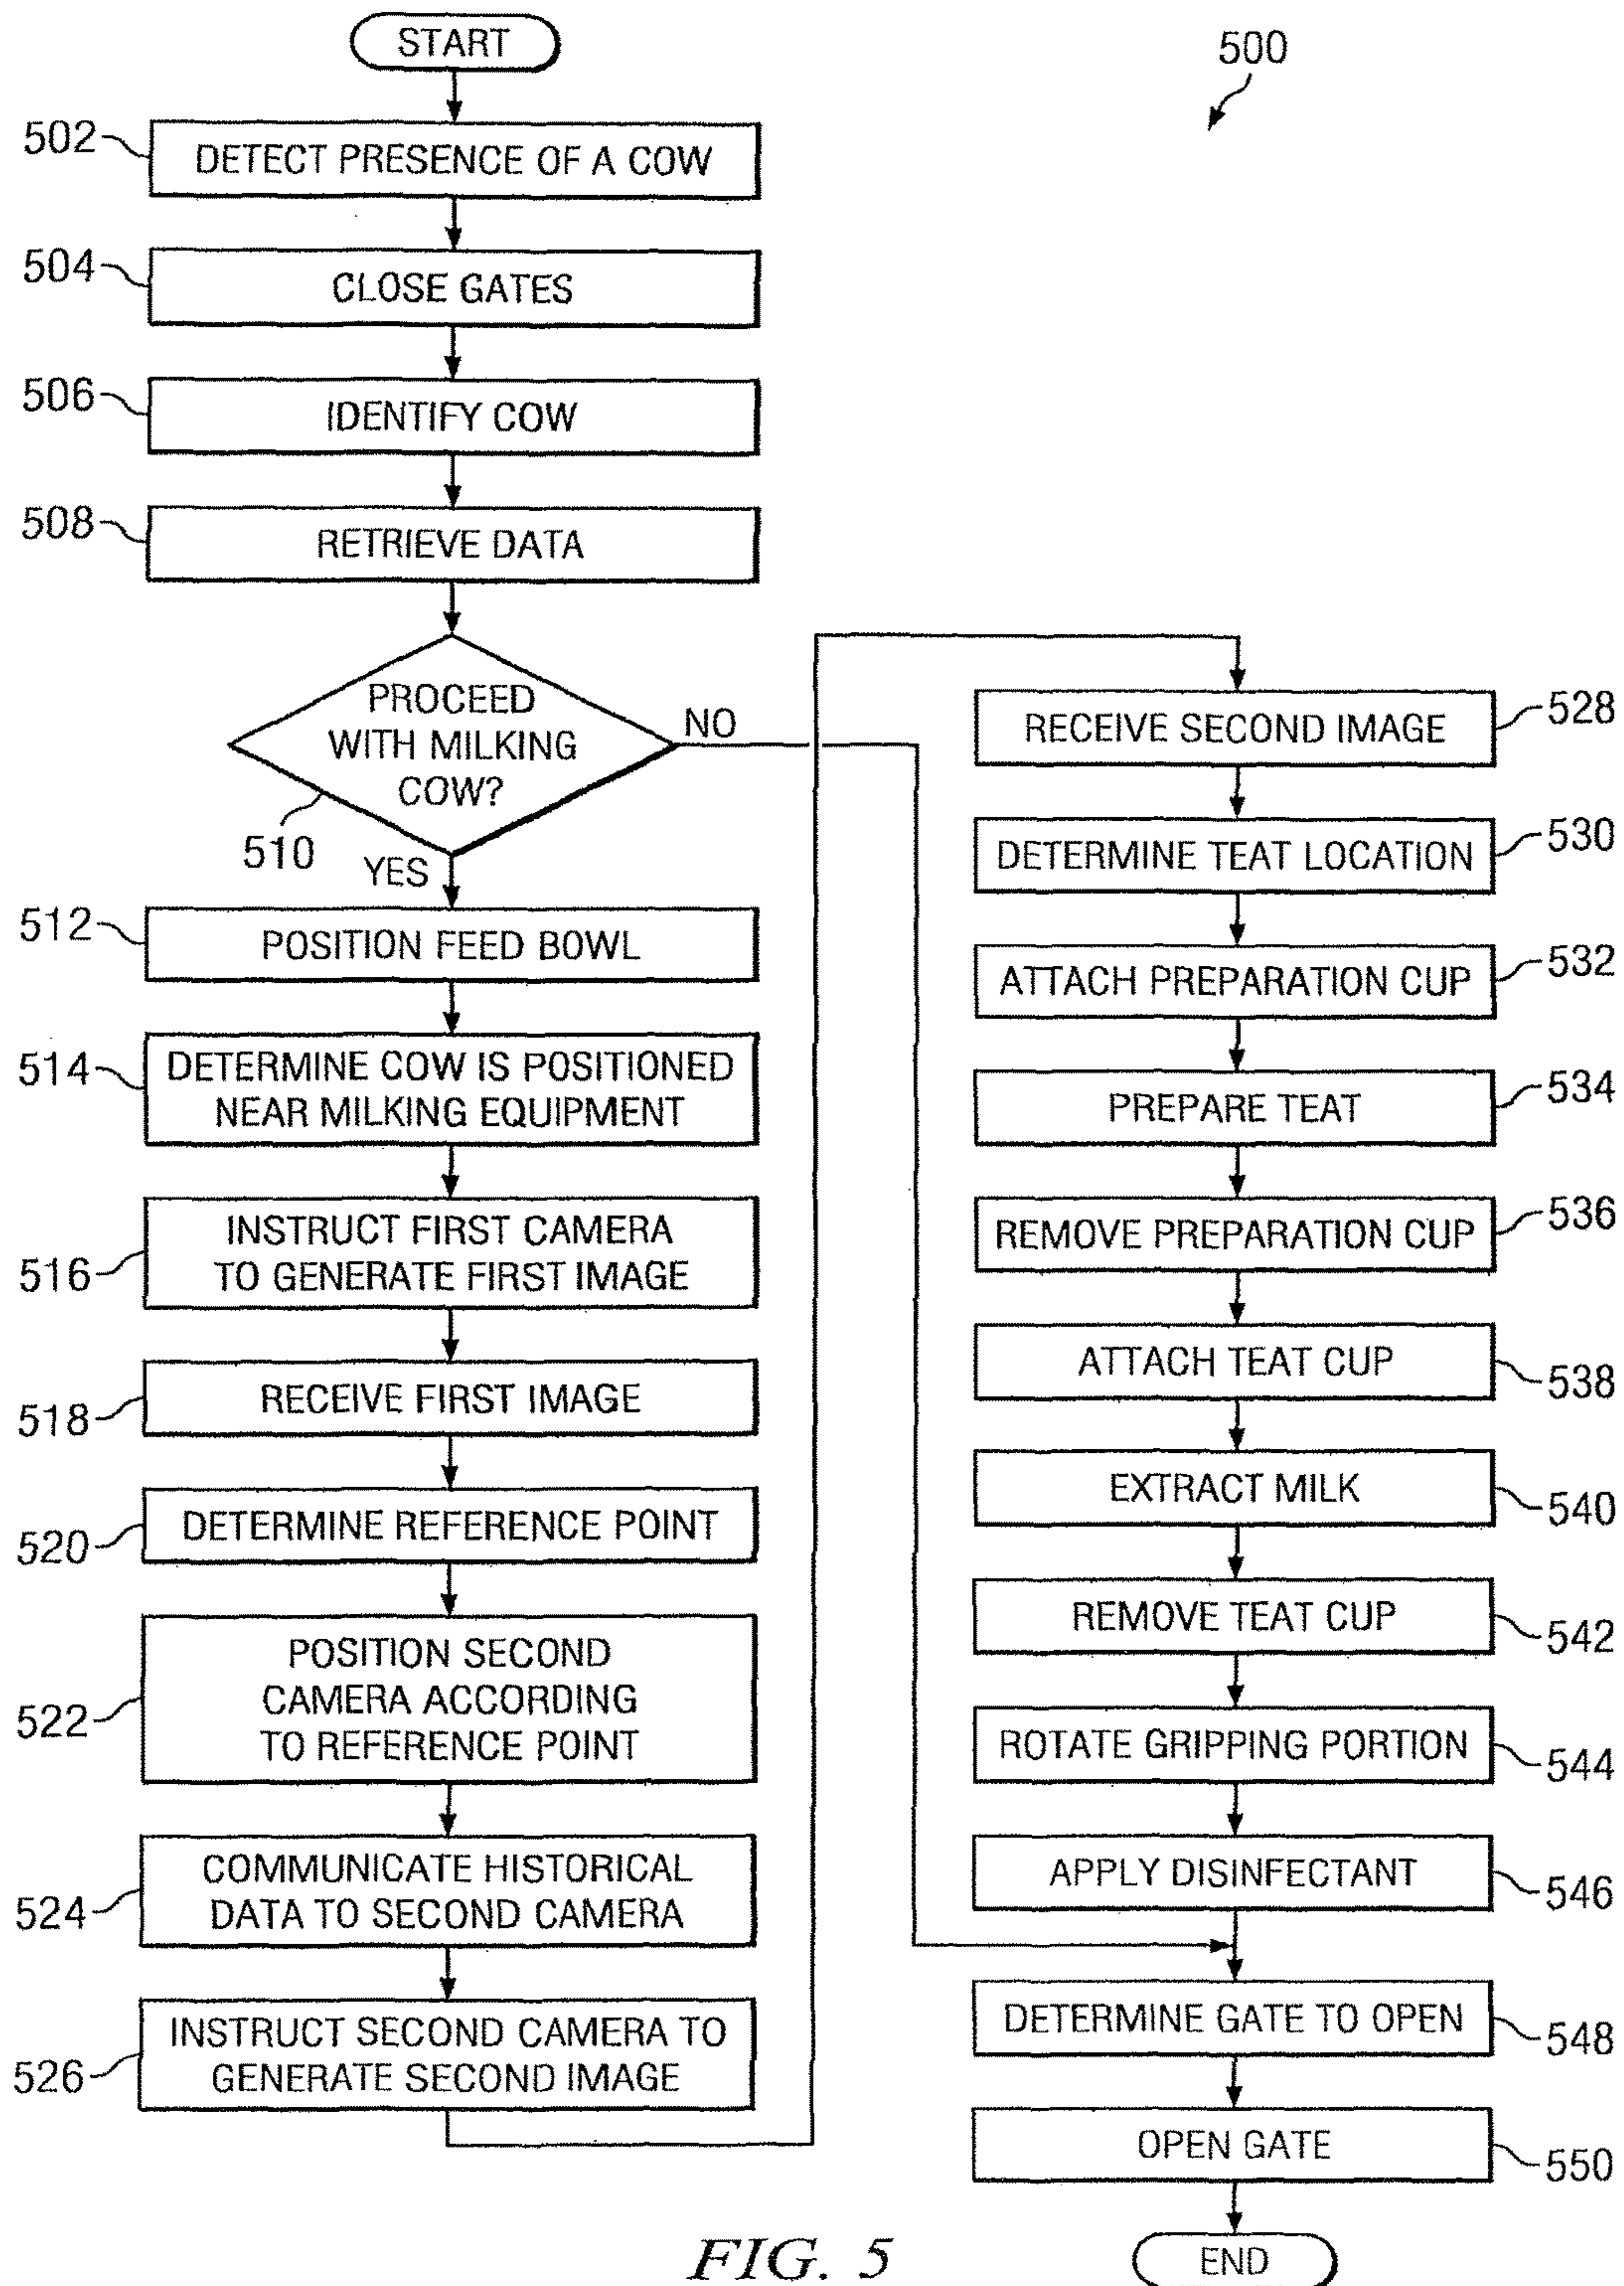 START
500
502
DETECT PRESENCE OF A COW
504
CLOSE GATES
506
IDENTIFY COW
508
RETRIEVE DATA
PROCEED
WITH MILKING
COW?
510
NO
YES
512
POSITION FEED BOWL
514
DETERMINE COW IS POSITIONED
NEAR MILKING EQUIPMENT
516
INSTRUCT FIRST CAMERA
TO GENERATE FIRST IMAGE
518
RECEIVE FIRST IMAGE
520
DETERMINE REFERENCE POINT
522
POSITION SECOND
CAMERA ACCORDING
TO REFERENCE POINT
524
COMMUNICATE HISTORICAL
DATA TO SECOND CAMERA
526
INSTRUCT SECOND CAMERA TO
GENERATE SECOND IMAGE
RECEIVE SECOND IMAGE
528
DETERMINE TEAT LOCATION
530
ATTACH PREPARATION CUP
532
PREPARE TEAT
534
REMOVE PREPARATION CUP
536
ATTACH TEAT CUP
538
EXTRACT MILK
540
REMOVE TEAT CUP
542
ROTATE GRIPPING PORTION
544
APPLY DISINFECTANT
546
DETERMINE GATE TO OPEN
548
OPEN GATE
550
END
FIG. 5